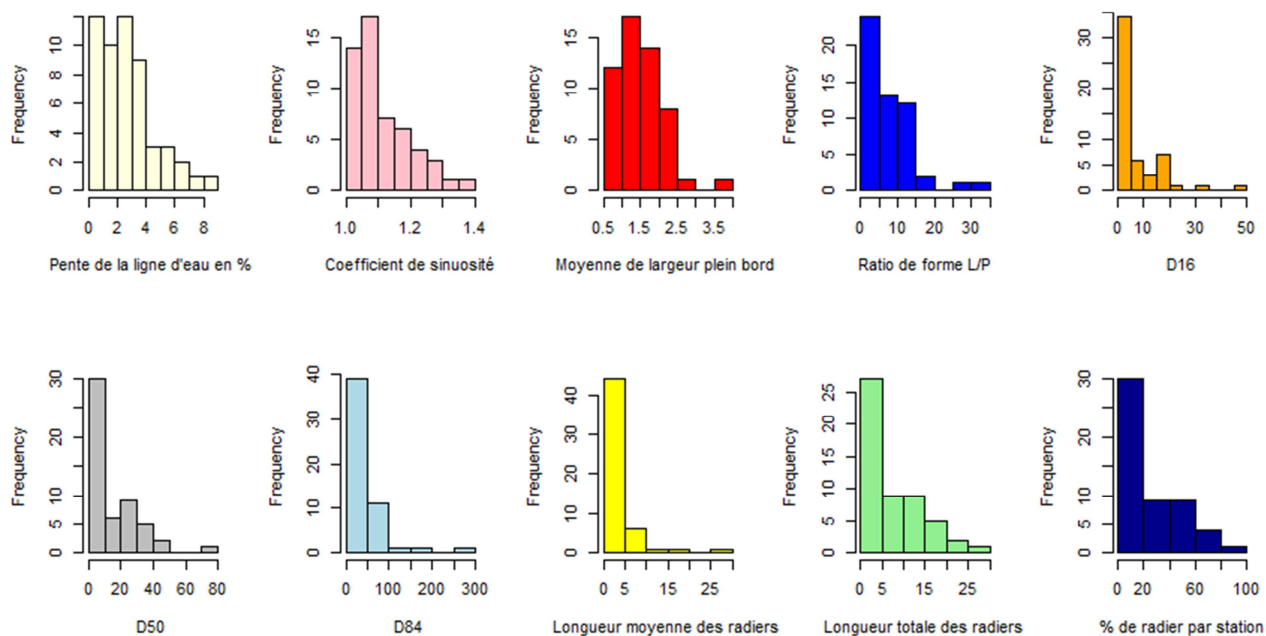 Frequency
0 2 4 6 8 10
0 2 4 6 8
Pente de la ligne d'eau en %
Frequency
0 5 10 15
1.0 1.2 1.4
Coefficient de sinuosité
Frequency
0 5 10 15
0.5 1.5 2.5 3.5
Moyenne de largeur plein bord
Frequency
0 5 10 20
0 10 20 30
Ratio de forme L/P
Frequency
0 5 10 20 30
0 10 20 30 50
D16
Frequency
0 5 10 20 30
0 20 40 60 80
D50
Frequency
0 10 20 30 40
0 100 200 300
D84
Frequency
0 10 20 30 40
0 5 15 25
Longueur moyenne des radiers
Frequency
0 5 10 15 25
0 5 15 25
Longueur totale des radiers
Frequency
0 5 10 20 30
0 20 40 60 100
% de radier par station